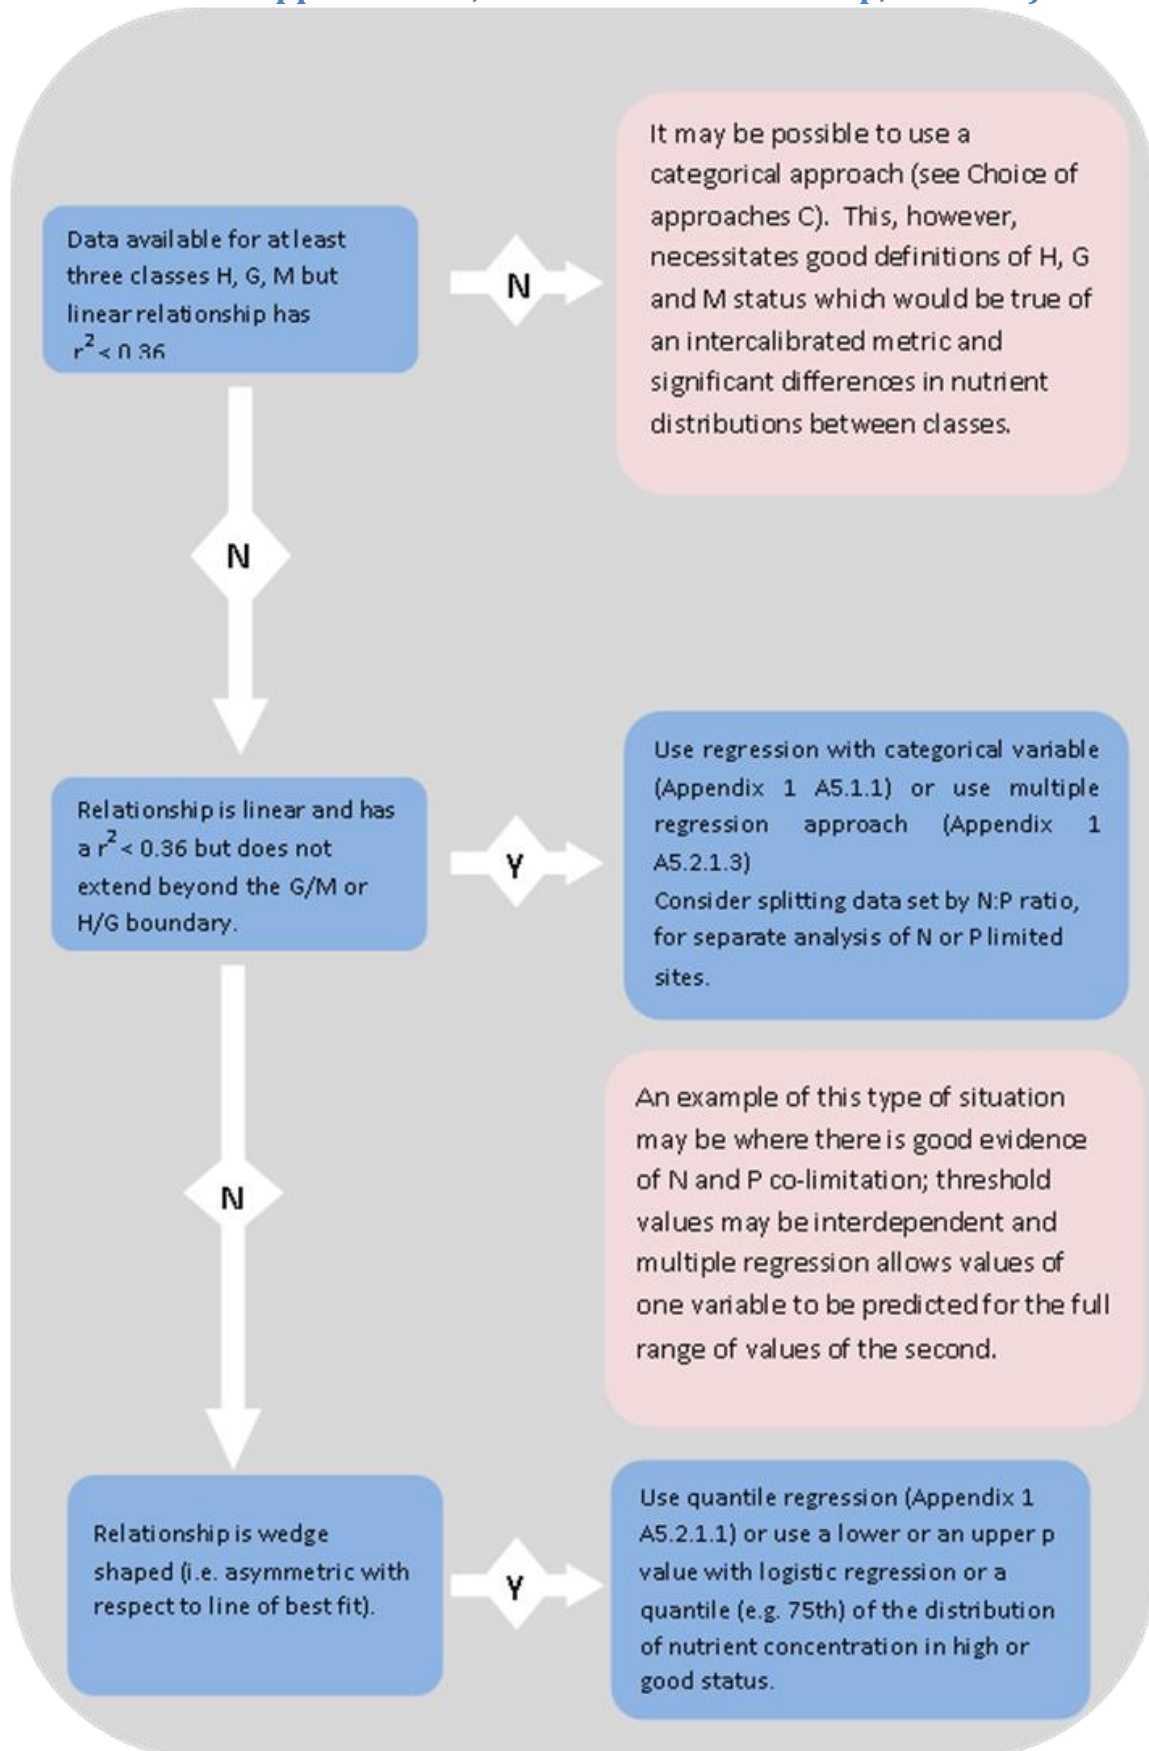 Data available for at least
three classes H, G, M but
linear relationship has
r² < 0.36
N
It may be possible to use a
categorical approach (see Choice of
approaches C). This, however,
necessitates good definitions of H, G
and M status which would be true of
an intercalibrated metric and
significant differences in nutrient
distributions between classes.
N
Relationship is linear and has
a r² < 0.36 but does not
extend beyond the G/M or
H/G boundary.
Y
Use regression with categorical variable
(Appendix 1 A5.1.1) or use multiple
regression approach (Appendix 1
A5.2.1.3)
Consider splitting data set by N:P ratio,
for separate analysis of N or P limited
sites.
An example of this type of situation
may be where there is good evidence
of N and P co-limitation; threshold
values may be interdependent and
multiple regression allows values of
one variable to be predicted for the full
range of values of the second.
N
Relationship is wedge
shaped (i.e. asymmetric with
respect to line of best fit).
Y
Use quantile regression (Appendix 1
A5.2.1.1) or use a lower or an upper p
value with logistic regression or a
quantile (e.g. 75th) of the distribution
of nutrient concentration in high or
good status.